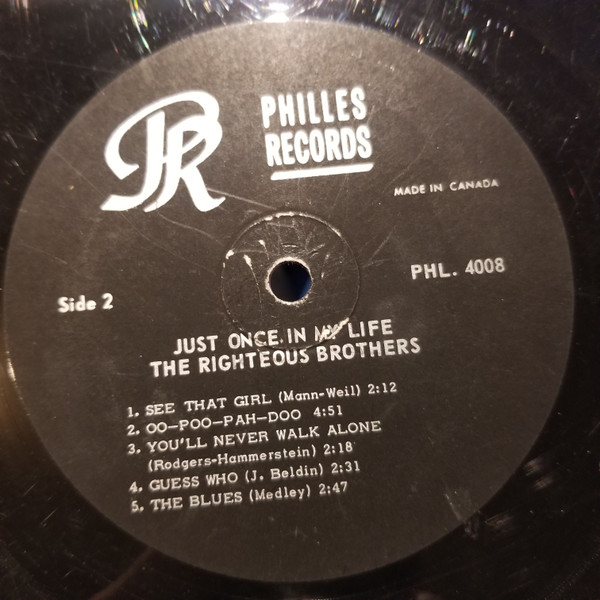 PR
PHILLES
RECORDS
MADE IN CANADA
PHL. 4008
Side 2
JUST ONCE IN MY LIFE
THE RIGHTEOUS BROTHERS
1. SEE THAT GIRL (Mann-Weil) 2:12
2. OO-POO-PAH-DOO 4:51
3. YOU'LL NEVER WALK ALONE
(Rodgers-Hammerstein) 2:18
4. GUESS WHO (J. Beldin) 2:31
5. THE BLUES (Medley) 2:47